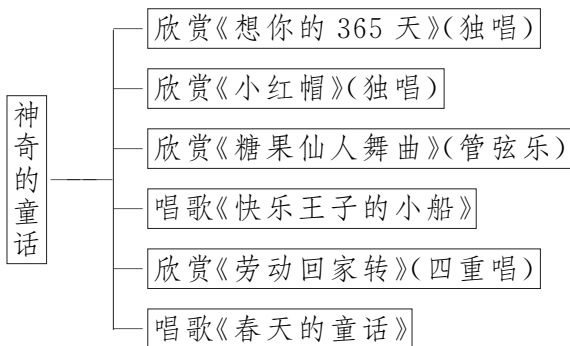 神奇的童话
欣赏《想你的 365 天》(独唱)
欣赏《小红帽》(独唱)
欣赏《糖果仙人舞曲》(管弦乐)
唱歌《快乐王子的小船》
欣赏《劳动回家转》(四重唱)
唱歌《春天的童话》